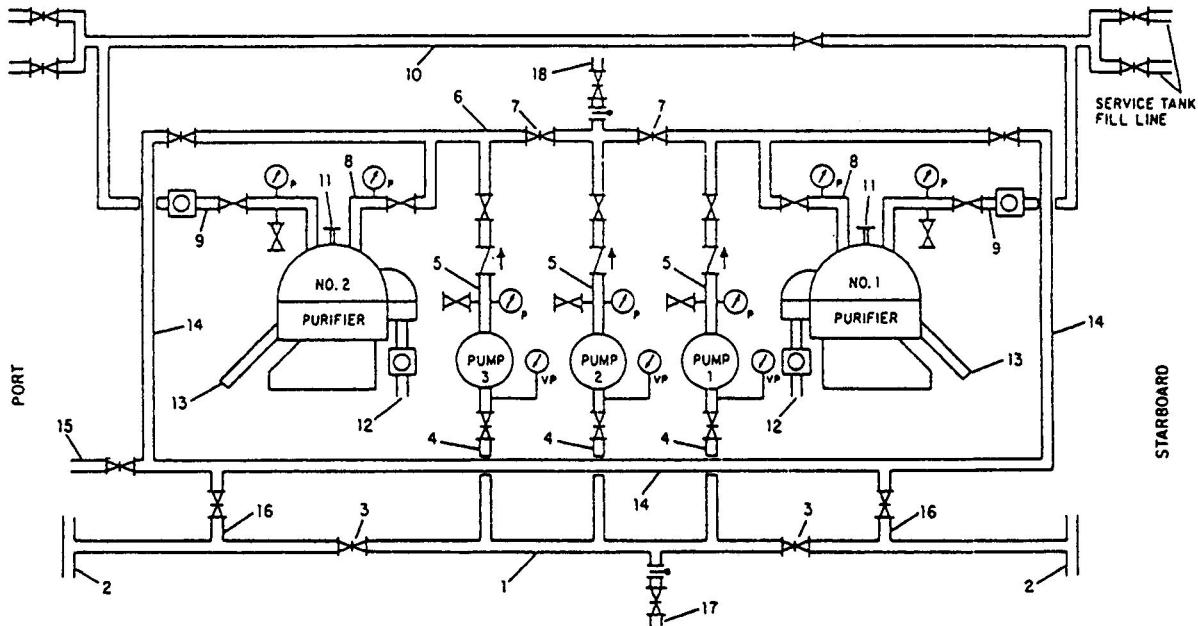 10
18
SERVICE TANK
FILL LINE
6
7
7
P
8
P
11
9
P
8
P
11
9
5
5
5
NO. 2
PURIFIER
NO. 1
PURIFIER
P
P
P
14
14
PUMP
3
PUMP
2
PUMP
1
VP
VP
VP
13
12
12
13
PORT
STARBOARD
15
4
4
4
14
16
3
3
16
2
1
2
17